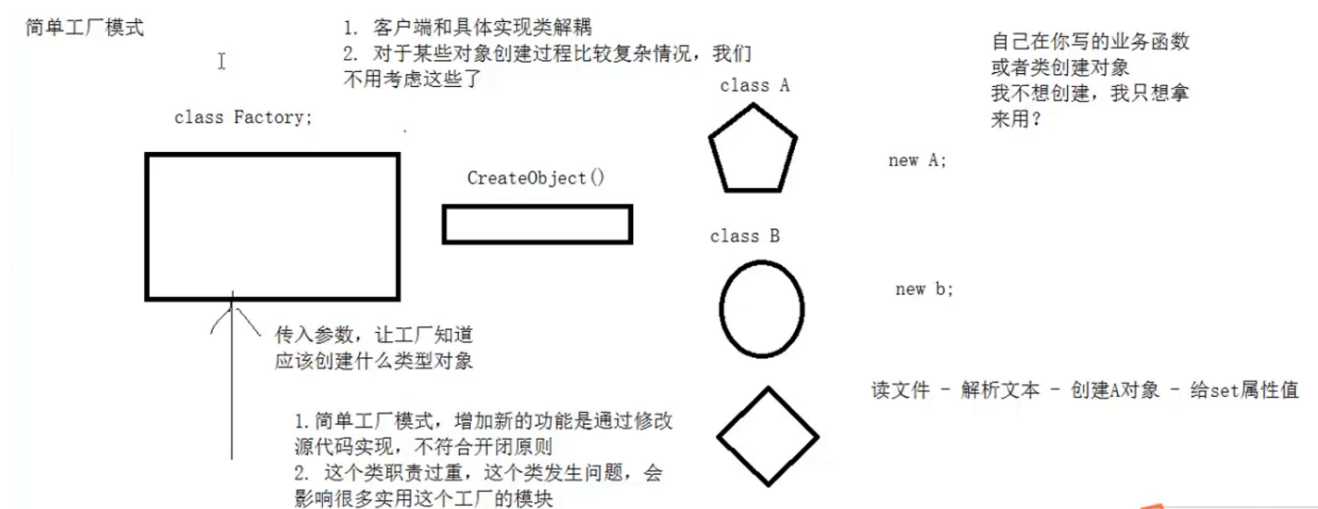 简单工厂模式
1. 客户端和具体实现类解耦
2. 对于某些对象创建过程比较复杂情况，我们
不用考虑这些了
自己在你写的业务函数
或者类创建对象
我不想创建，我只想拿
来用？
class Factory;
CreateObject()
class A
new A;
class B
new b;
传入参数，让工厂知道
应该创建什么类型对象
读文件 - 解析文本 - 创建A对象 - 给set属性值
1.简单工厂模式，增加新的功能是通过修改
源代码实现，不符合开闭原则
2. 这个类职责过重，这个类发生问题，会
影响很多实用这个工厂的模块